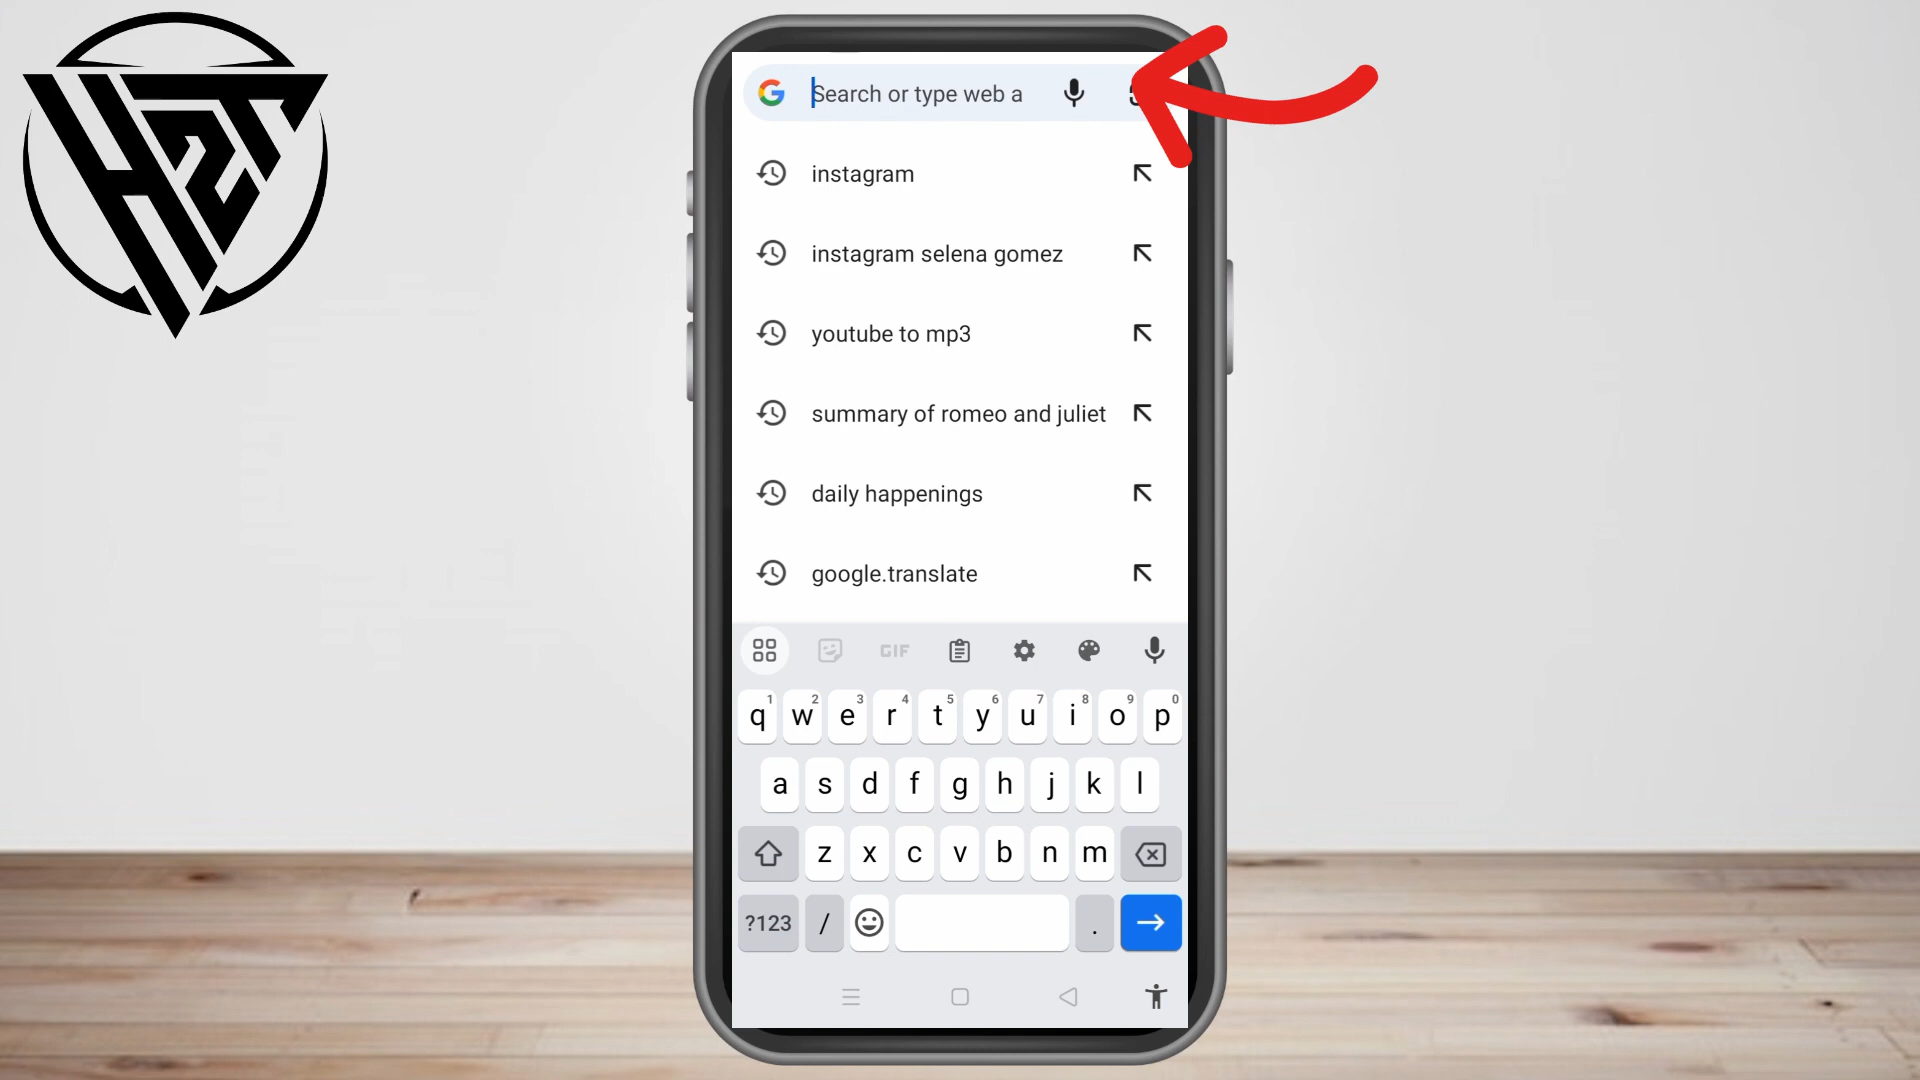 H2T
Search or type web a
instagram
instagram selena gomez
youtube to mp3
summary of romeo and juliet
daily happenings
google.translate
GIF
1 2 3 4 5 6 7 8 9 0
q w e r t y u i o p
a s d f g h j k l
z x c v b n m
?123 / .